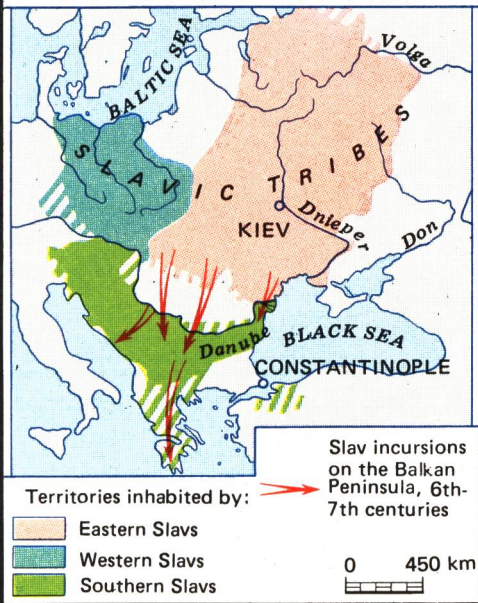 BALTIC SEA
Volga
SLAVIC TRIBES
KIEV
Dnieper
Don
Danube
BLACK SEA
CONSTANTINOPLE
Slav incursions
on the Balkan
Peninsula, 6th-
7th centuries
Territories inhabited by:
Eastern Slavs
Western Slavs
Southern Slavs
0 450 km